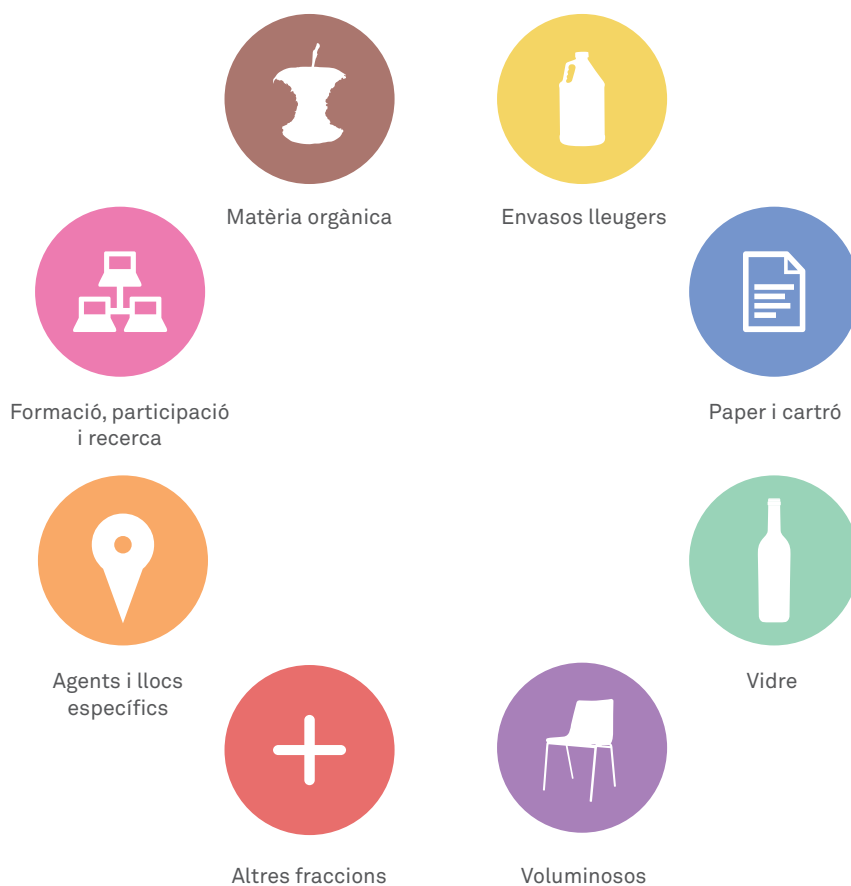 Matèria orgànica
Envasos lleugers
Formació, participació
i recerca
Paper i cartró
Agents i llocs
específics
Vidre
Altres fraccions
Voluminosos